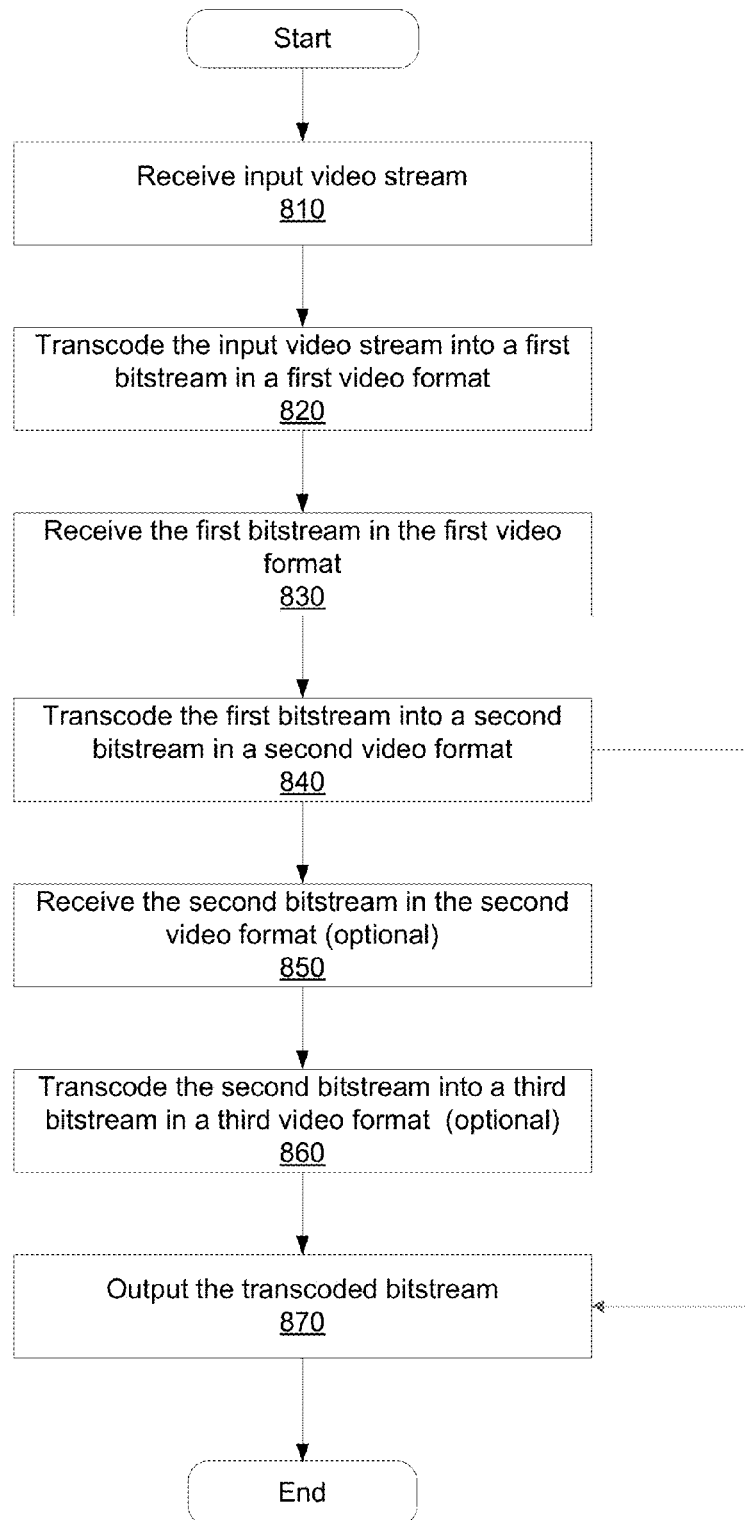 Start
Receive input video stream
810
Transcode the input video stream into a first
bitstream in a first video format
820
Receive the first bitstream in the first video
format
830
Transcode the first bitstream into a second
bitstream in a second video format
840
Receive the second bitstream in the second
video format (optional)
850
Transcode the second bitstream into a third
bitstream in a third video format (optional)
860
Output the transcoded bitstream
870
End